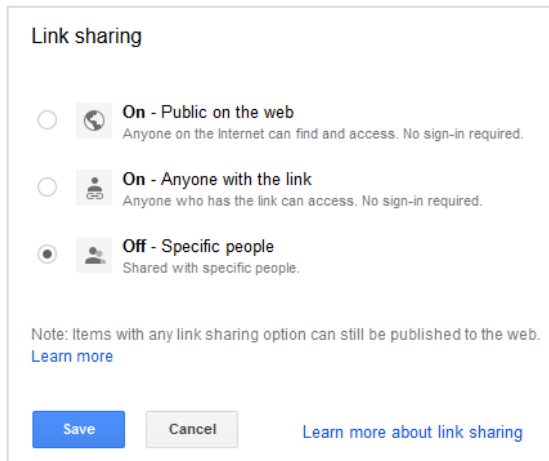 Link sharing
On - Public on the web
Anyone on the Internet can find and access. No sign-in required.
On - Anyone with the link
Anyone who has the link can access. No sign-in required.
Off - Specific people
Shared with specific people.
Note: Items with any link sharing option can still be published to the web.
Learn more
Save Cancel Learn more about link sharing